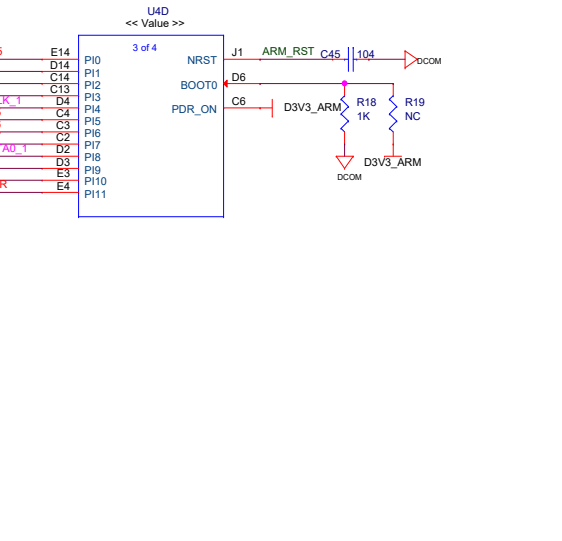 U4D
<< Value >>
3 of 4
E14 PI0
D14 PI1
C14 PI2
C13 PI3
LK_1 D4 PI4
C4 PI5
C3 PI6
C2 PI7
A0_1 D2 PI8
D3 PI9
E3 PI10
R E4 PI11
NRST J1 ARM_RST C45 104 DCOM
BOOT0 D6
PDR_ON C6 D3V3_ARM
R18 1K
R19 NC
DCOM
D3V3_ARM